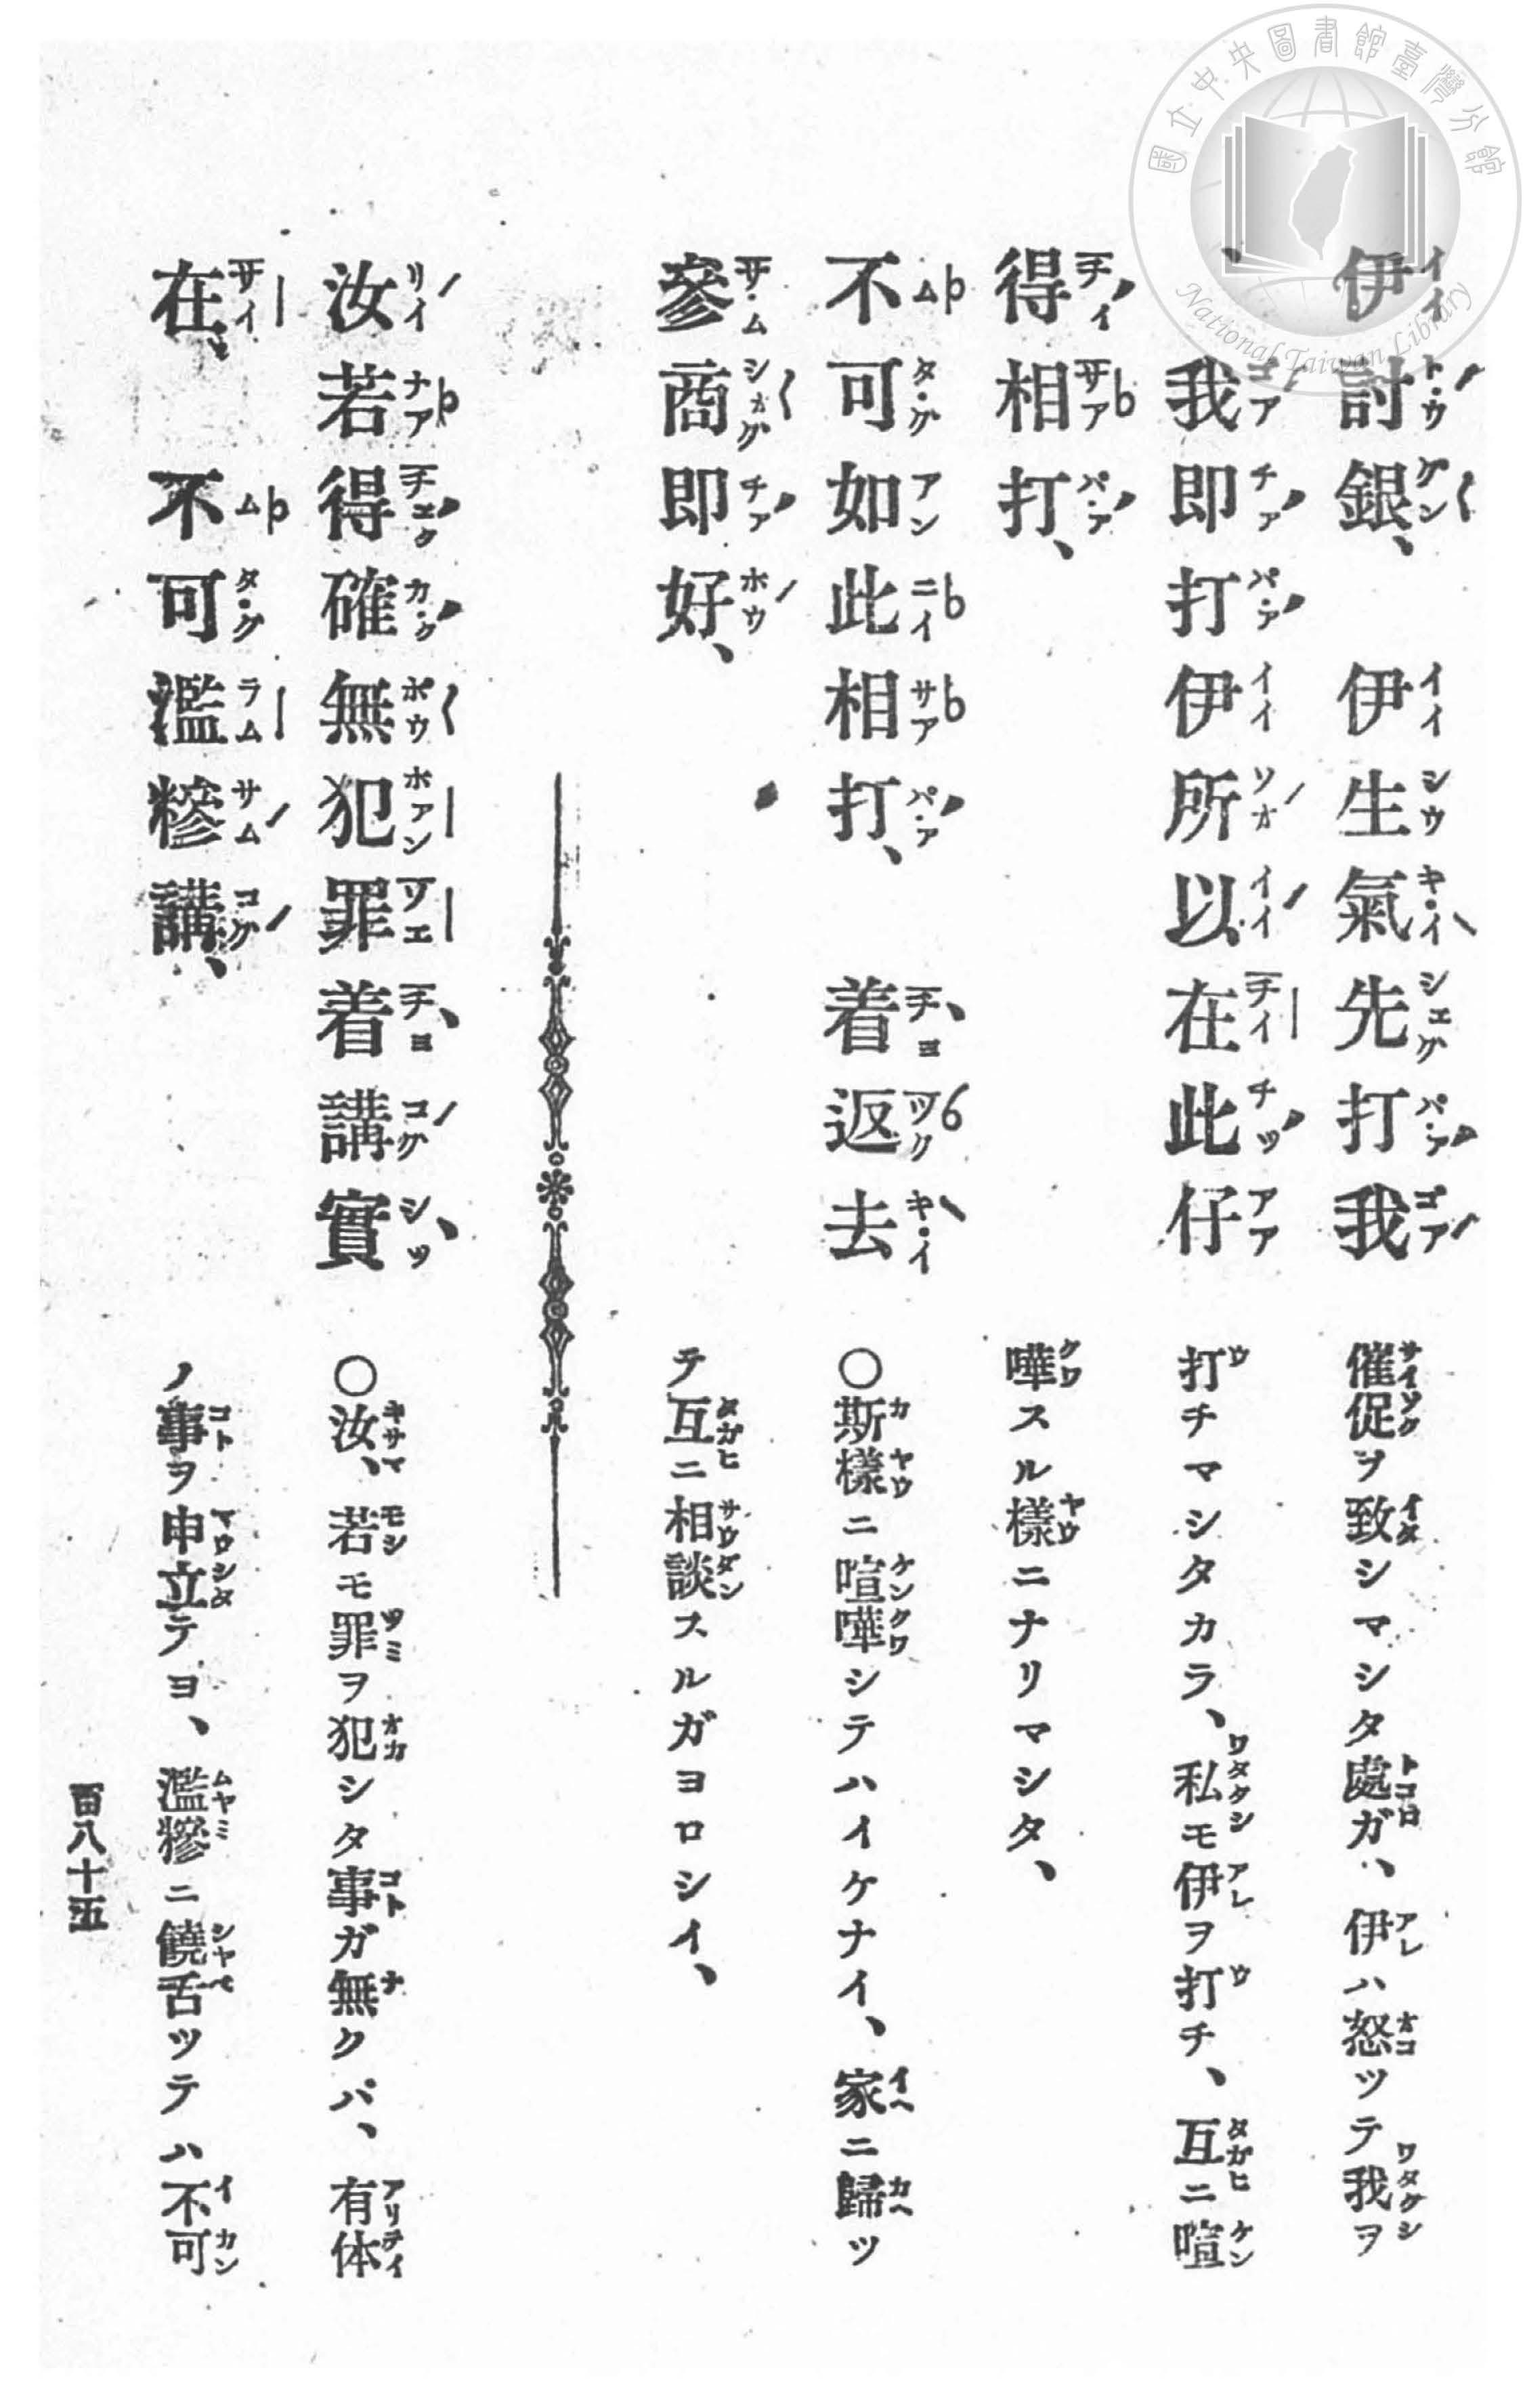 國立中央圖書館臺灣分館
National Taiwan Library
伊討銀、伊生氣先打我
、我即打伊所以、在此仔
得相打、
不可如此相打、着返去
參商即好、
汝若得確無犯罪着講實
在、不可濫糝講、
催促ヲ致シマシタ處ガ、伊ハ怒ツテ我ヲ
打チマシタカラ、私モ伊ヲ打チ、互ニ喧
嘩スル樣ニナリマシタ、
○斯樣ニ喧嘩シテハイケナイ、家ニ歸ツ
テ互ニ相談スルガヨロシイ、
○汝、若モ罪ヲ犯シタ事ガ無クバ、有体
ノ事ヲ申立テヨ、濫糝ニ饒舌ツテハ不可
百八十五